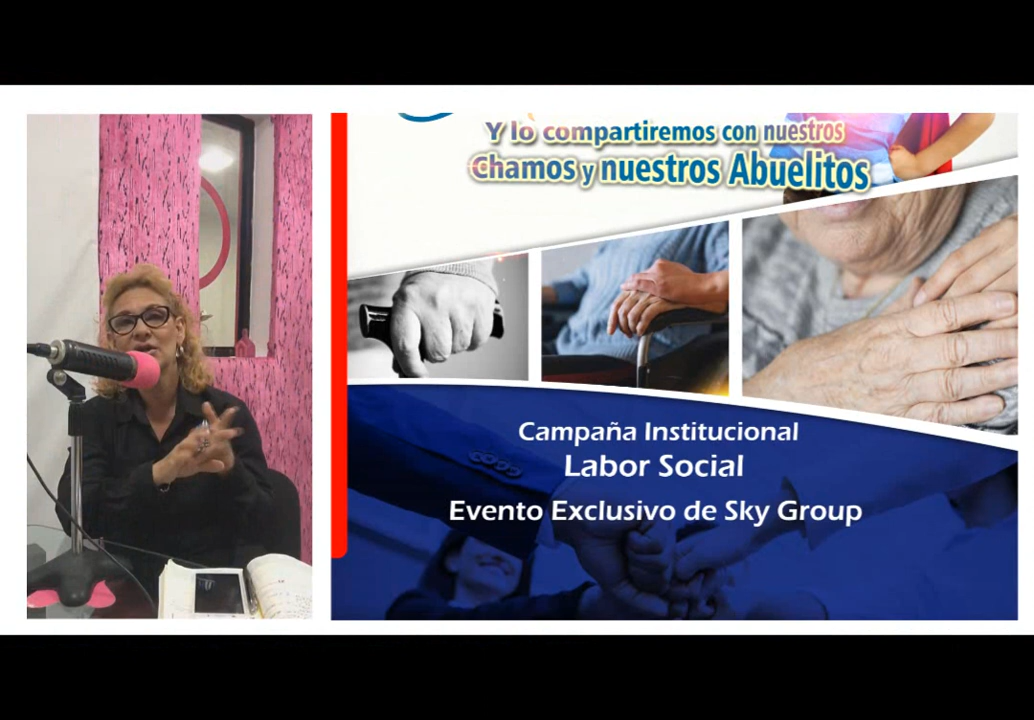 Y lo compartiremos con nuestros
Chamos y nuestros Abuelitos
Campaña Institucional
Labor Social
Evento Exclusivo de Sky Group